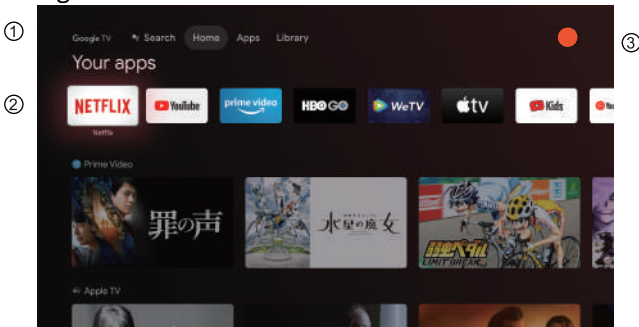 ①
Google TV Search Home Apps Library
③
Your apps
②
NETFLIX YouTube prime video HBO GO WeTV tv Kids
Netflix
Prime Video
罪の声 水星の魔女 弱虫ペダル
LIMIT BREAK
Apple TV